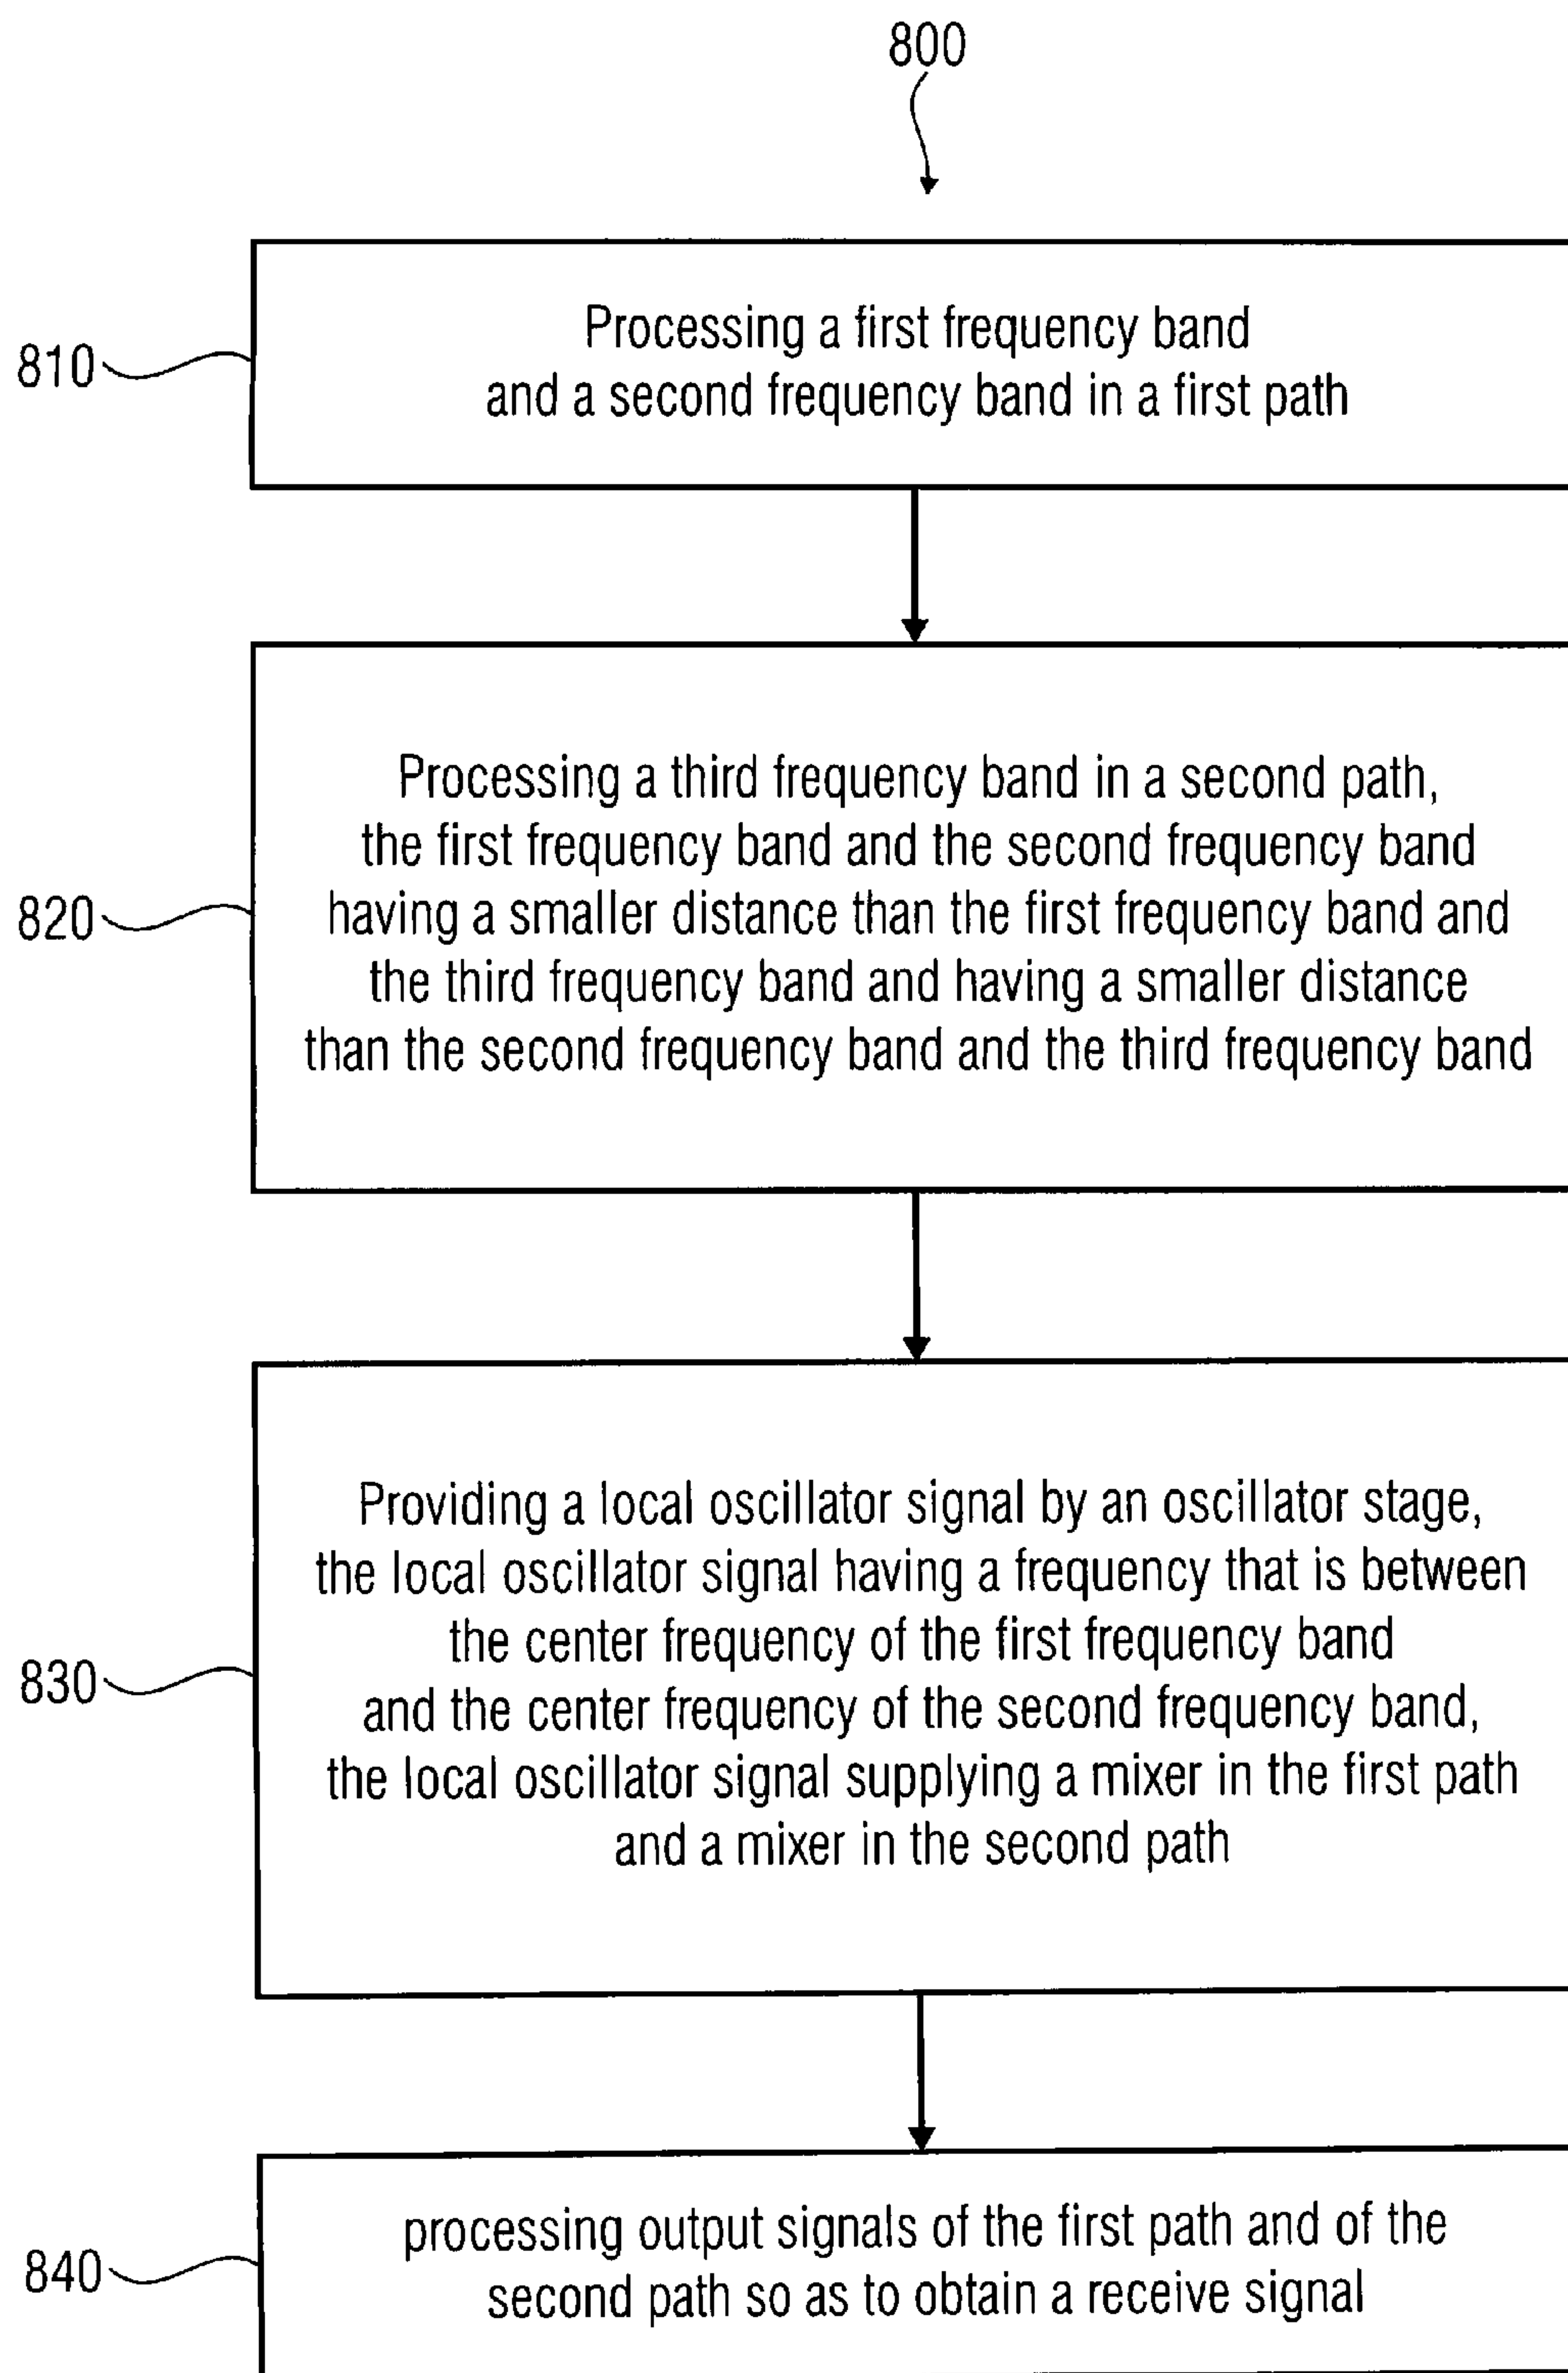 800
810
Processing a first frequency band
and a second frequency band in a first path
820
Processing a third frequency band in a second path,
the first frequency band and the second frequency band
having a smaller distance than the first frequency band and
the third frequency band and having a smaller distance
than the second frequency band and the third frequency band
830
Providing a local oscillator signal by an oscillator stage,
the local oscillator signal having a frequency that is between
the center frequency of the first frequency band
and the center frequency of the second frequency band,
the local oscillator signal supplying a mixer in the first path
and a mixer in the second path
840
processing output signals of the first path and of the
second path so as to obtain a receive signal